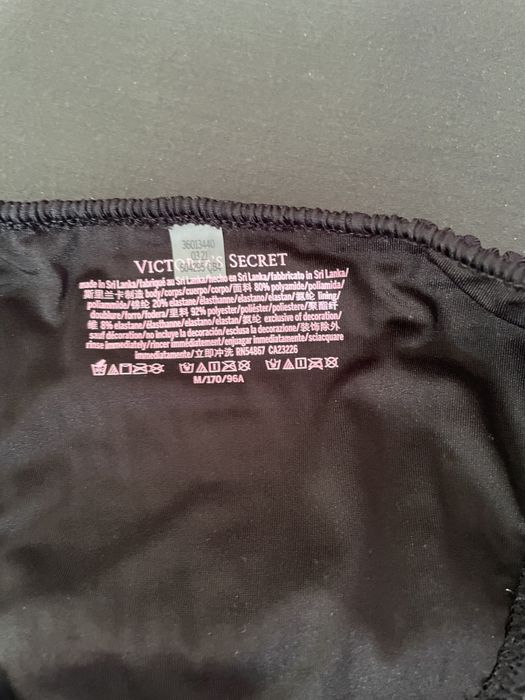 36013440
03 21
VICTORIA'S SECRET
made in Sri Lanka/fabriqué au Sri Lanka/hecho en Sri Lanka/fabbricato in Sri Lanka/
斯里兰卡制造 body/corps/cuerpo/corpo/面料 80% polyamide/poliamida/
poliammide/锦纶 20% elastane/élasthanne/elastano/elastan/氨纶 lining/
doublure/forro/fodera/里料 92% polyester/poliéster/poliestere/聚酯纤
维 8% elastane/élasthanne/elastano/elastan/氨纶 exclusive of decoration/
sauf décoration/no incluye la decoración/esclusa la decorazione/装饰除外
rinse immediately/rincer immédiatement/enjuagar inmediatamente/sciacquare
immediatamente/立即冲洗 RN54867 CA23226
M/170/96A